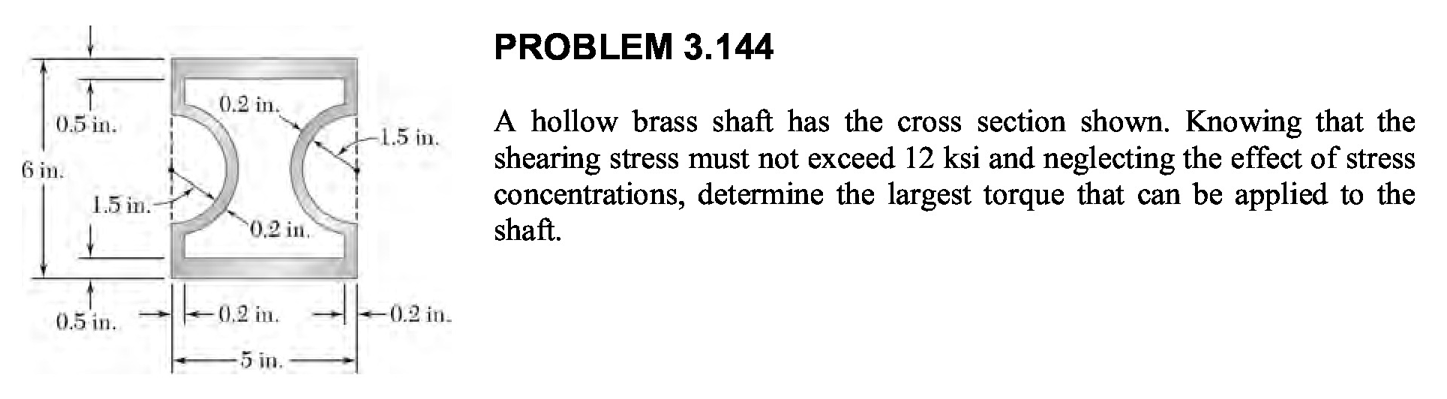 PROBLEM 3.144
A hollow brass shaft has the cross section shown. Knowing that the
shearing stress must not exceed 12 ksi and neglecting the effect of stress
concentrations, determine the largest torque that can be applied to the
shaft.
0.2 in.
0.5 in.
1.5 in.
6 in.
1.5 in.
0.2 in.
0.5 in.
0.2 in.
0.2 in.
5 in.